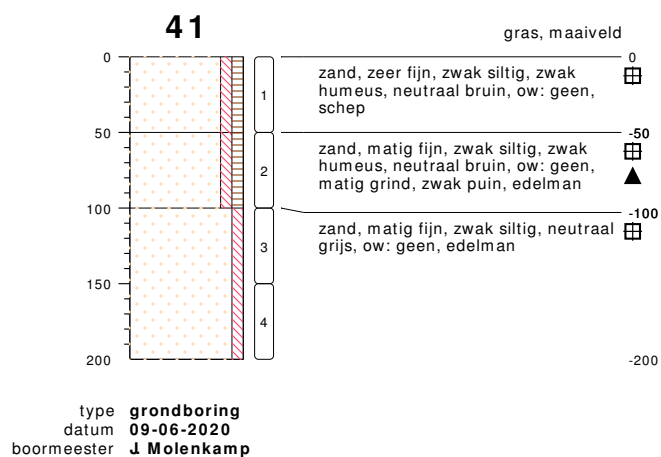 41
gras, maaiveld
0
0
zand, zeer fijn, zwak siltig, zwak
humeus, neutraal bruin, ow: geen,
schep
1
50
-50
zand, matig fijn, zwak siltig, zwak
humeus, neutraal bruin, ow: geen,
matig grind, zwak puin, edelman
2
100
-100
zand, matig fijn, zwak siltig, neutraal
grijs, ow: geen, edelman
3
150
4
200
-200
type grondboring
datum 09-06-2020
boormeester J. Molenkamp